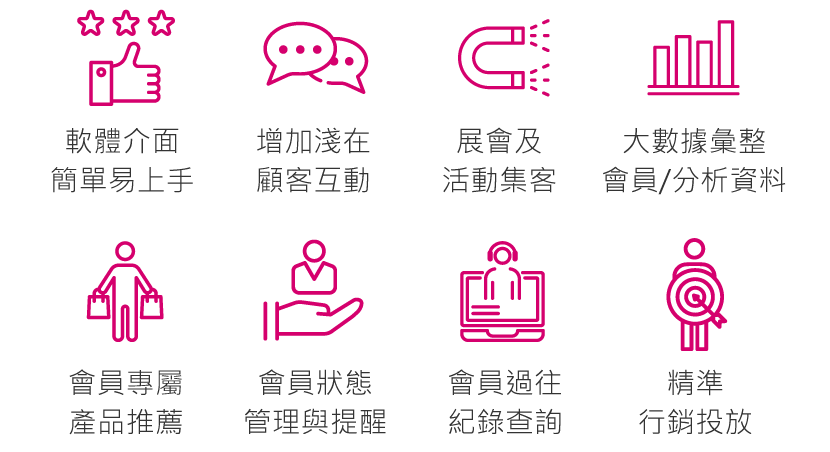 軟體介面
簡單易上手
增加淺在
顧客互動
展會及
活動集客
大數據彙整
會員/分析資料
會員專屬
產品推薦
會員狀態
管理與提醒
會員過往
紀錄查詢
精準
行銷投放